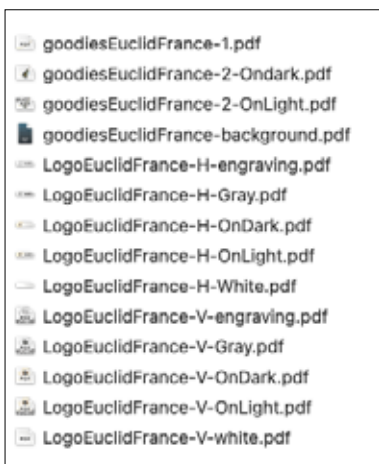 goodiesEuclidFrance-1.pdf
goodiesEuclidFrance-2-Ondark.pdf
goodiesEuclidFrance-2-OnLight.pdf
goodiesEuclidFrance-background.pdf
LogoEuclidFrance-H-engraving.pdf
LogoEuclidFrance-H-Gray.pdf
LogoEuclidFrance-H-OnDark.pdf
LogoEuclidFrance-H-OnLight.pdf
LogoEuclidFrance-H-White.pdf
LogoEuclidFrance-V-engraving.pdf
LogoEuclidFrance-V-Gray.pdf
LogoEuclidFrance-V-OnDark.pdf
LogoEuclidFrance-V-OnLight.pdf
LogoEuclidFrance-V-white.pdf